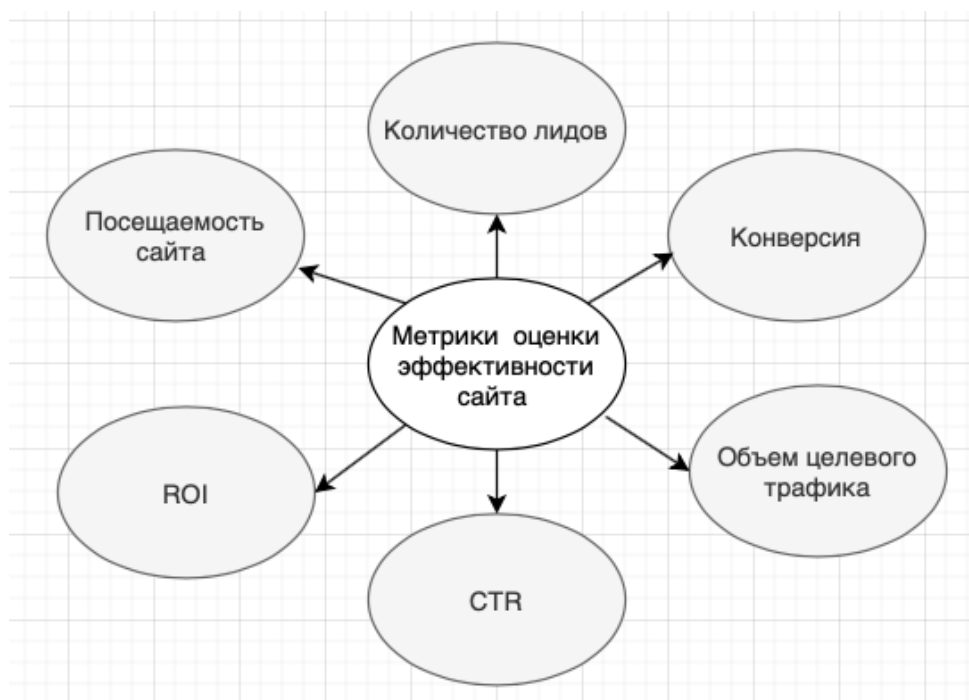 Количество лидов
Посещаемость
сайта
Конверсия
Метрики оценки
эффективности
сайта
Объем целевого
трафика
ROI
CTR